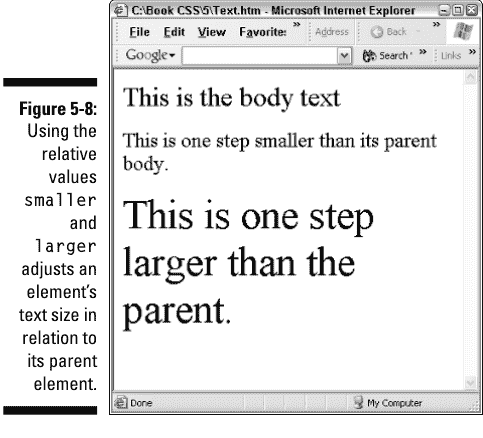 C:\Book CSS\5\Text.htm - Microsoft Internet Explorer
File Edit View Favorites » Address Back »
Google Search » Links »
This is the body text
This is one step smaller than its parent
body.
This is one step
larger than the
parent.
Done My Computer
Figure 5-8:
Using the
relative
values
smaller
and
larger
adjusts an
element's
text size in
relation to
its parent
element.